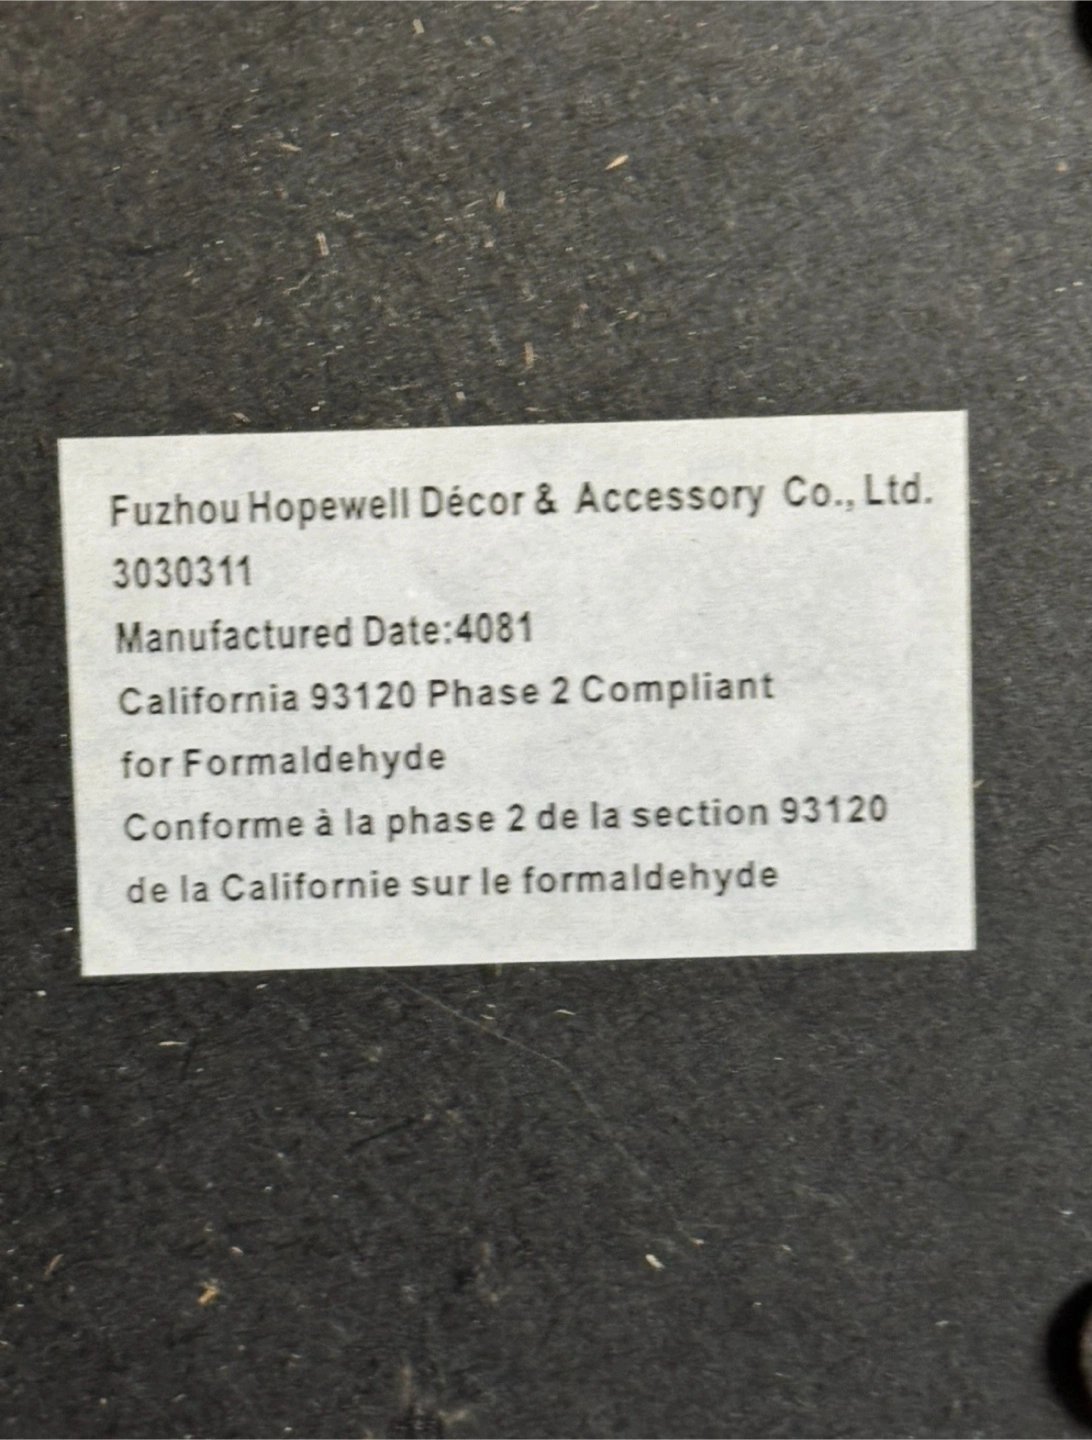 Fuzhou Hopewell Décor & Accessory Co., Ltd.
3030311
Manufactured Date:4081
California 93120 Phase 2 Compliant
for Formaldehyde
Conforme à la phase 2 de la section 93120
de la Californie sur le formaldehyde